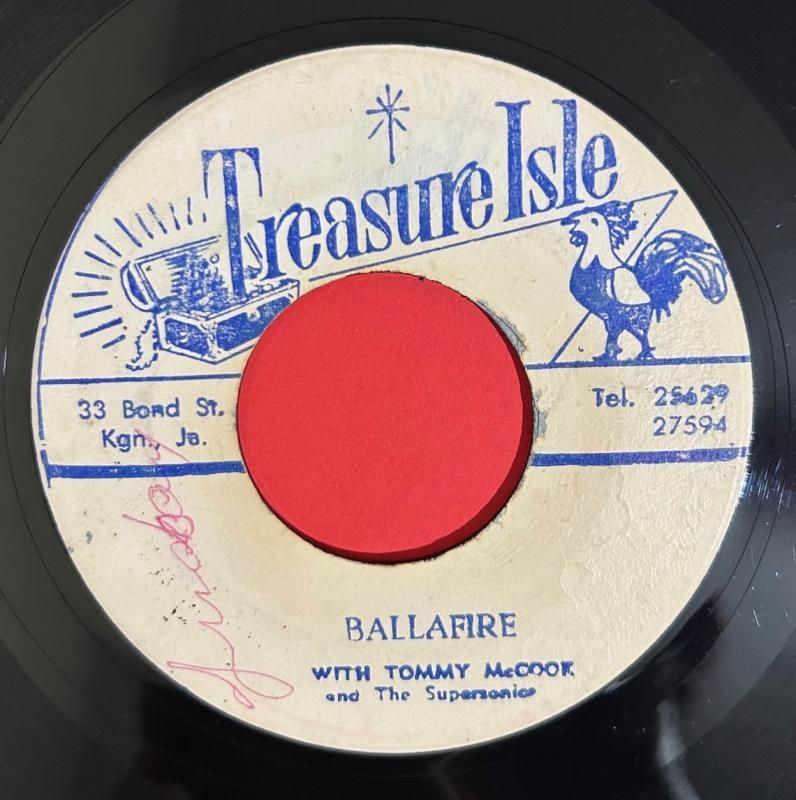 Treasure Isle
33 Bond St.
Kgn. Ja.
Tel. 25629
27594
BALLAFIRE
WITH TOMMY McCOOK
and The Supersonics